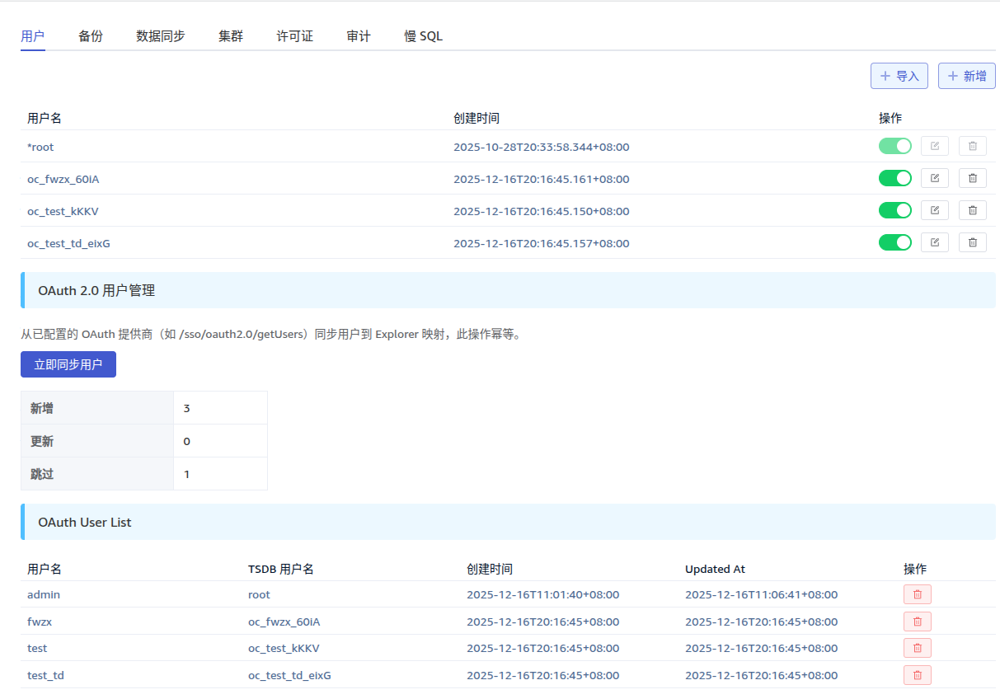 用户 备份 数据同步 集群 许可证 审计 慢 SQL
导入 新增
用户名 创建时间 操作
*root 2025-10-28T20:33:58.344+08:00
oc_fwzx_60iA 2025-12-16T20:16:45.161+08:00
oc_test_kKKV 2025-12-16T20:16:45.150+08:00
oc_test_td_eixG 2025-12-16T20:16:45.157+08:00
OAuth 2.0 用户管理
从已配置的 OAuth 提供商（如 /sso/oauth2.0/getUsers）同步用户到 Explorer 映射，此操作幂等。
立即同步用户
新增 3
更新 0
跳过 1
OAuth User List
用户名 TSDB 用户名 创建时间 Updated At 操作
admin root 2025-12-16T11:01:40+08:00 2025-12-16T11:06:41+08:00
fwzx oc_fwzx_60iA 2025-12-16T20:16:45+08:00 2025-12-16T20:16:45+08:00
test oc_test_kKKV 2025-12-16T20:16:45+08:00 2025-12-16T20:16:45+08:00
test_td oc_test_td_eixG 2025-12-16T20:16:45+08:00 2025-12-16T20:16:45+08:00